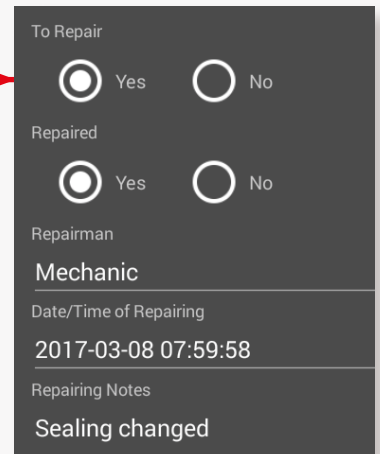 To Repair
Yes No
Repaired
Yes No
Repairman
Mechanic
Date/Time of Repairing
2017-03-08 07:59:58
Repairing Notes
Sealing changed